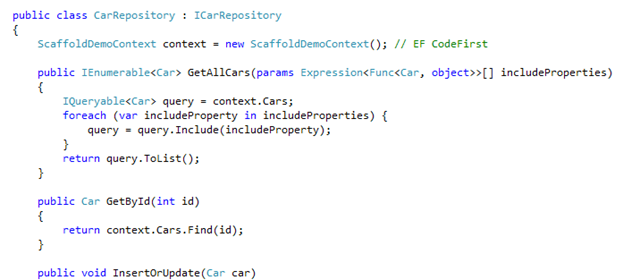 public class CarRepository : ICarRepository
{
    ScaffoldDemoContext context = new ScaffoldDemoContext(); // EF CodeFirst

    public IEnumerable<Car> GetAllCars(params Expression<Func<Car, object>>[] includeProperties)
    {
        IQueryable<Car> query = context.Cars;
        foreach (var includeProperty in includeProperties) {
            query = query.Include(includeProperty);
        }
        return query.ToList();
    }

    public Car GetById(int id)
    {
        return context.Cars.Find(id);
    }

    public void InsertOrUpdate(Car car)